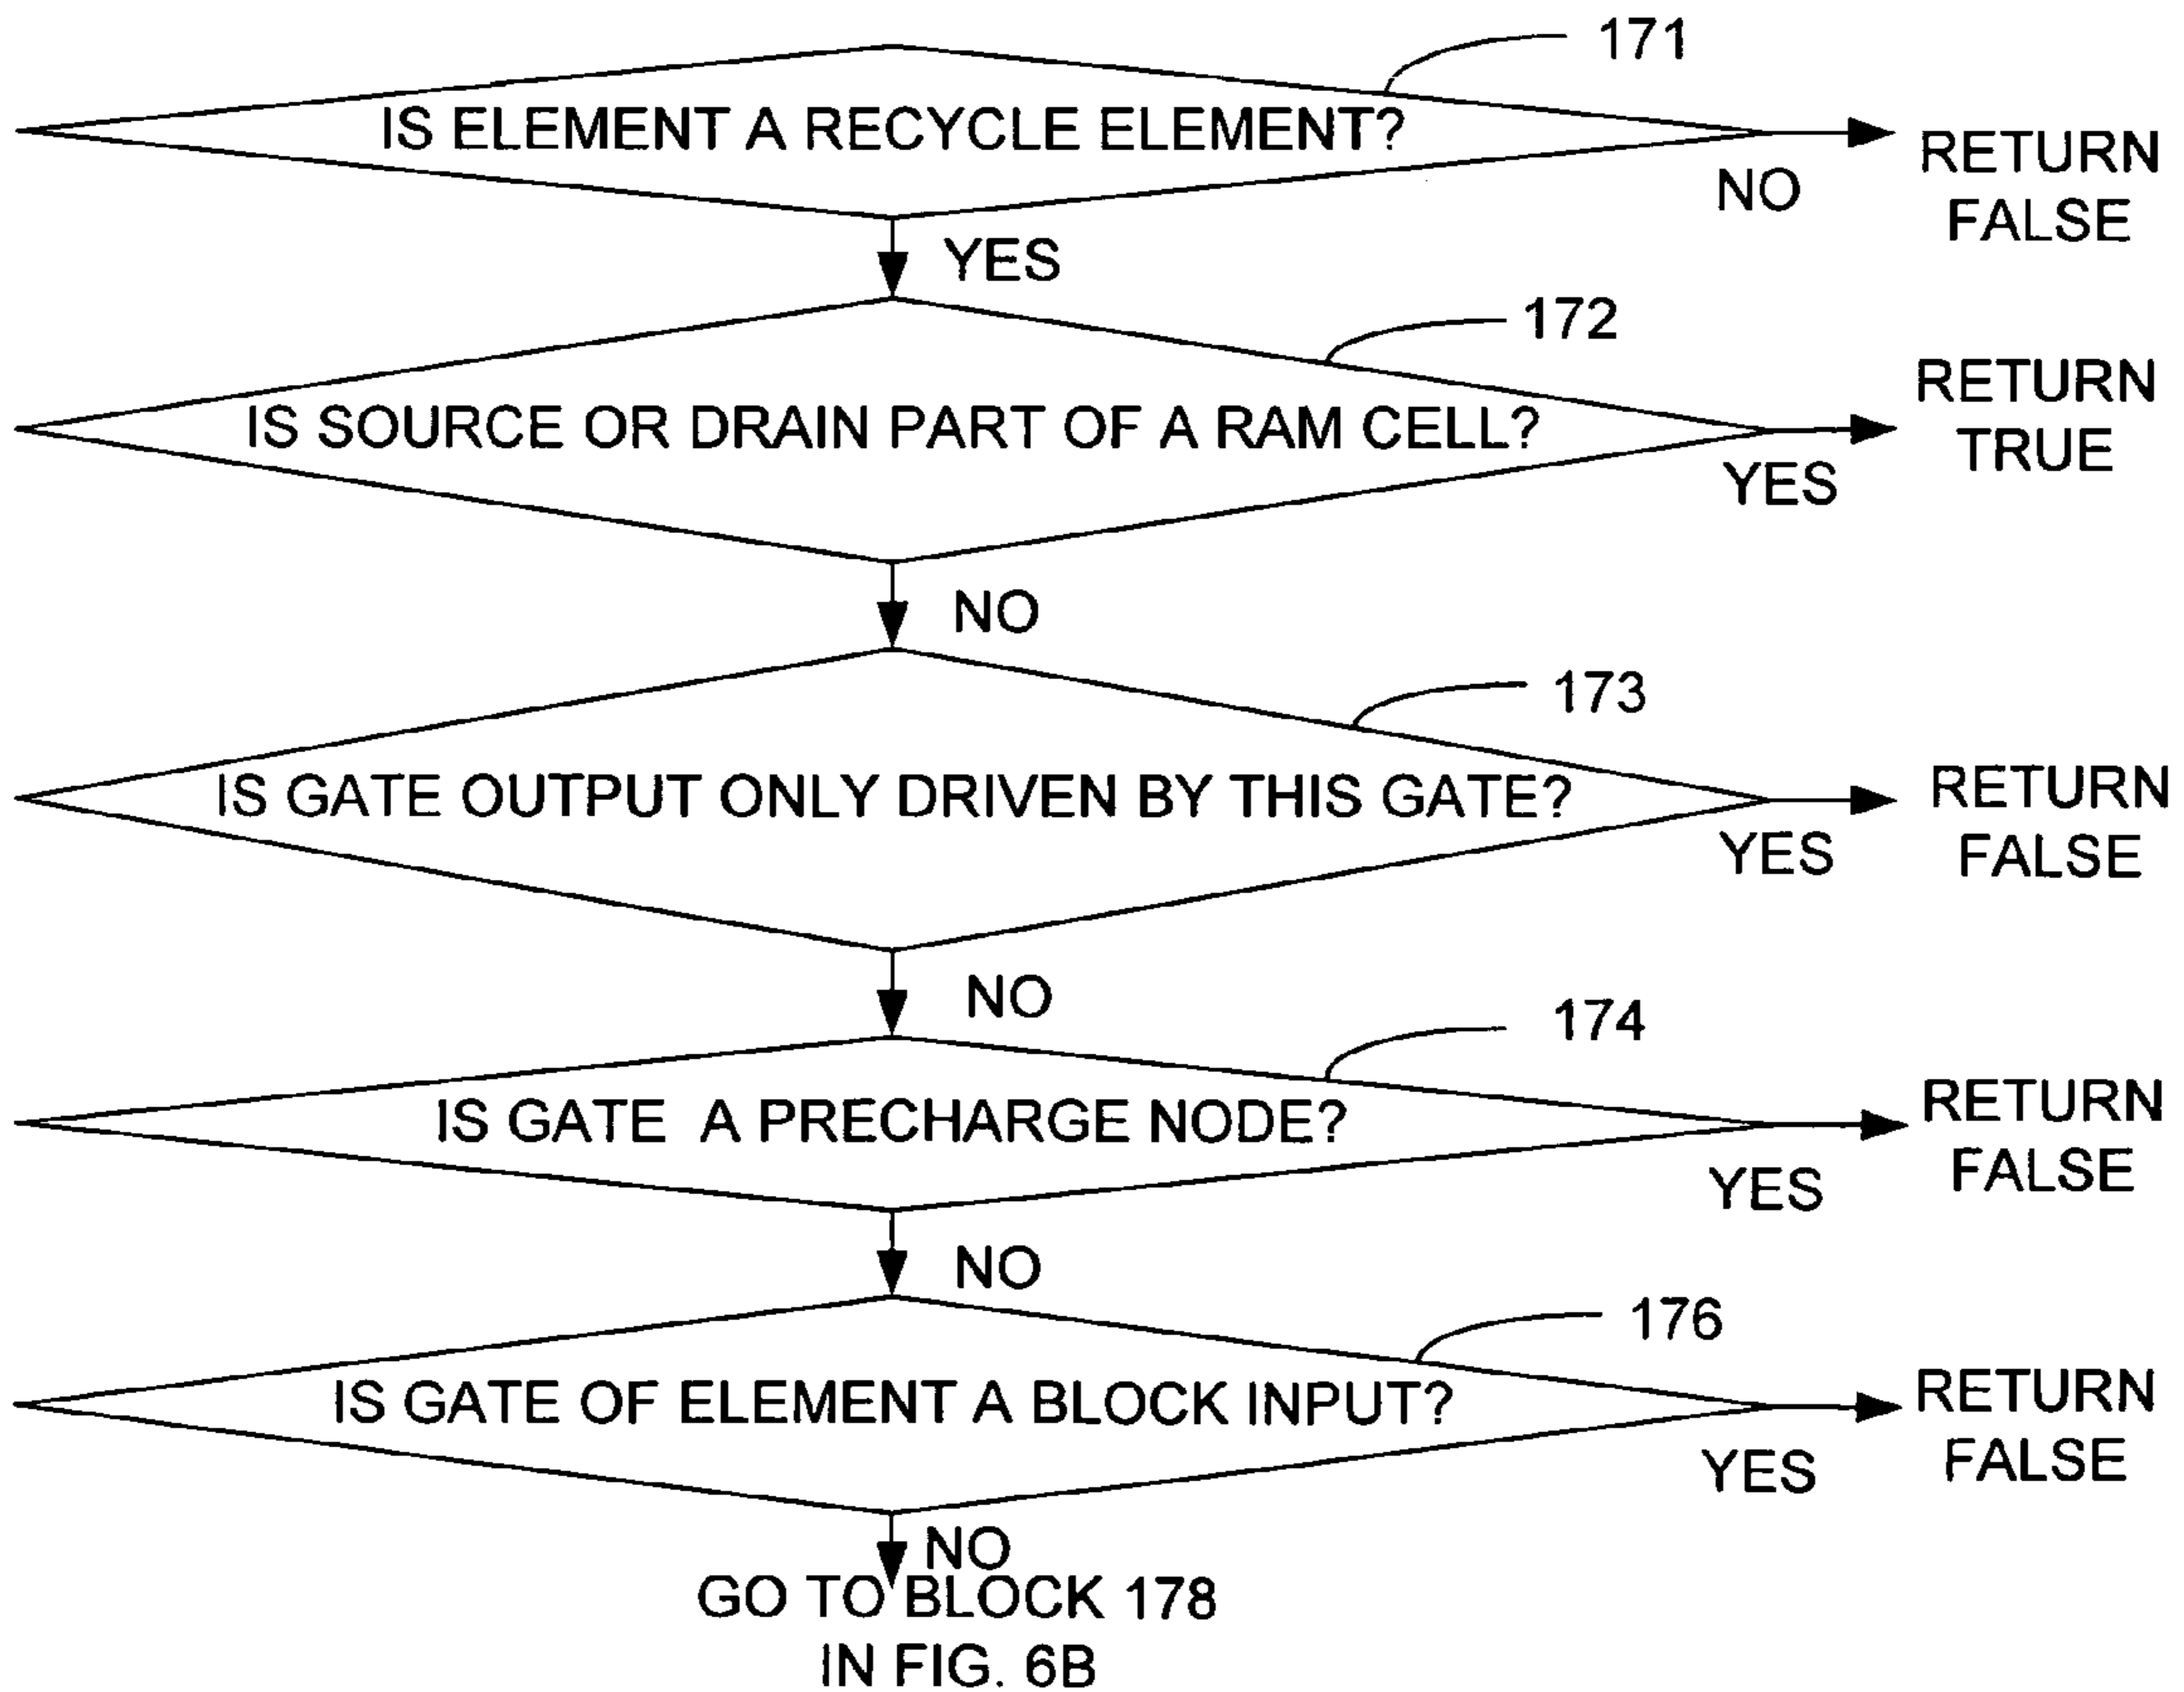 171
IS ELEMENT A RECYCLE ELEMENT?
RETURN
FALSE
NO
YES
172
IS SOURCE OR DRAIN PART OF A RAM CELL?
RETURN
TRUE
YES
NO
173
IS GATE OUTPUT ONLY DRIVEN BY THIS GATE?
RETURN
FALSE
YES
NO
174
IS GATE A PRECHARGE NODE?
RETURN
FALSE
YES
NO
176
IS GATE OF ELEMENT A BLOCK INPUT?
RETURN
FALSE
YES
NO
GO TO BLOCK 178
IN FIG. 6B